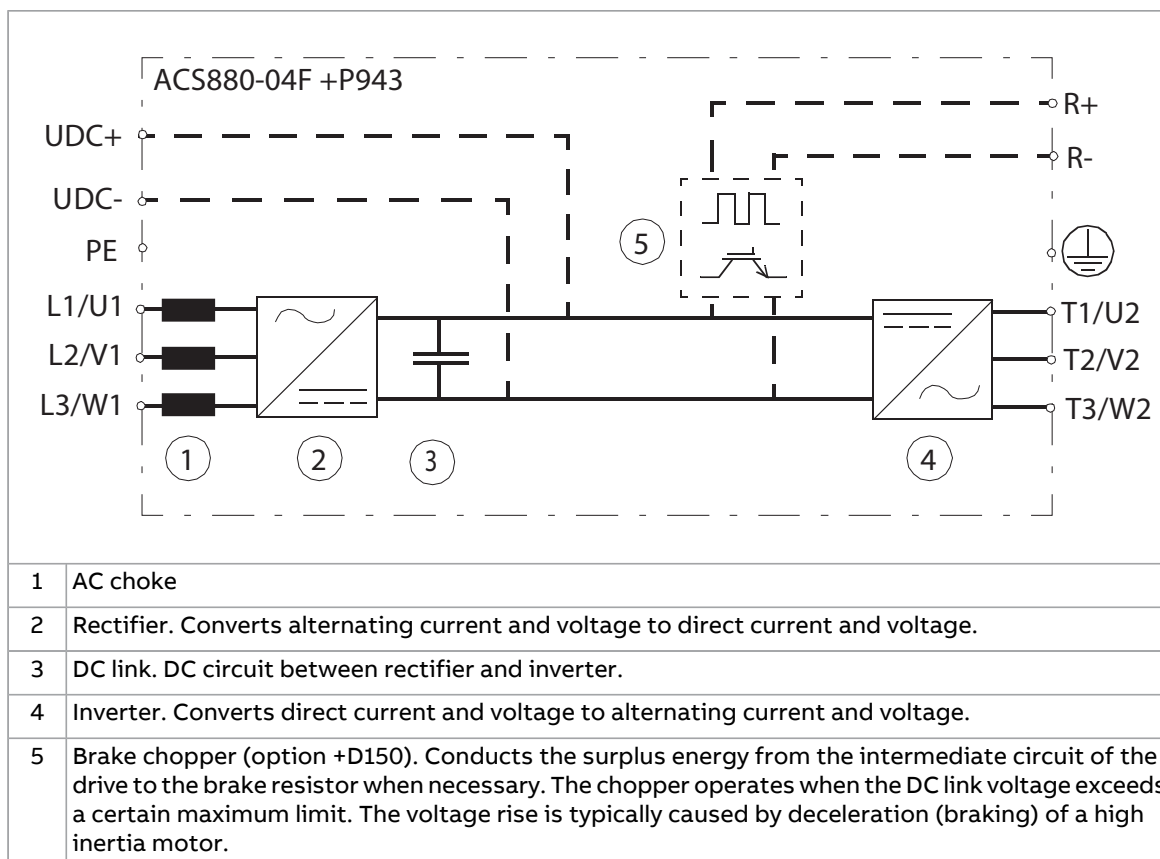 ACS880-04F +P943
R+
UDC+
R-
UDC-
5
PE
L1/U1
T1/U2
L2/V1
T2/V2
L3/W1
T3/W2
1
2
3
4
1 AC choke
2 Rectifier. Converts alternating current and voltage to direct current and voltage.
3 DC link. DC circuit between rectifier and inverter.
4 Inverter. Converts direct current and voltage to alternating current and voltage.
5 Brake chopper (option +D150). Conducts the surplus energy from the intermediate circuit of the
drive to the brake resistor when necessary. The chopper operates when the DC link voltage exceeds
a certain maximum limit. The voltage rise is typically caused by deceleration (braking) of a high
inertia motor.